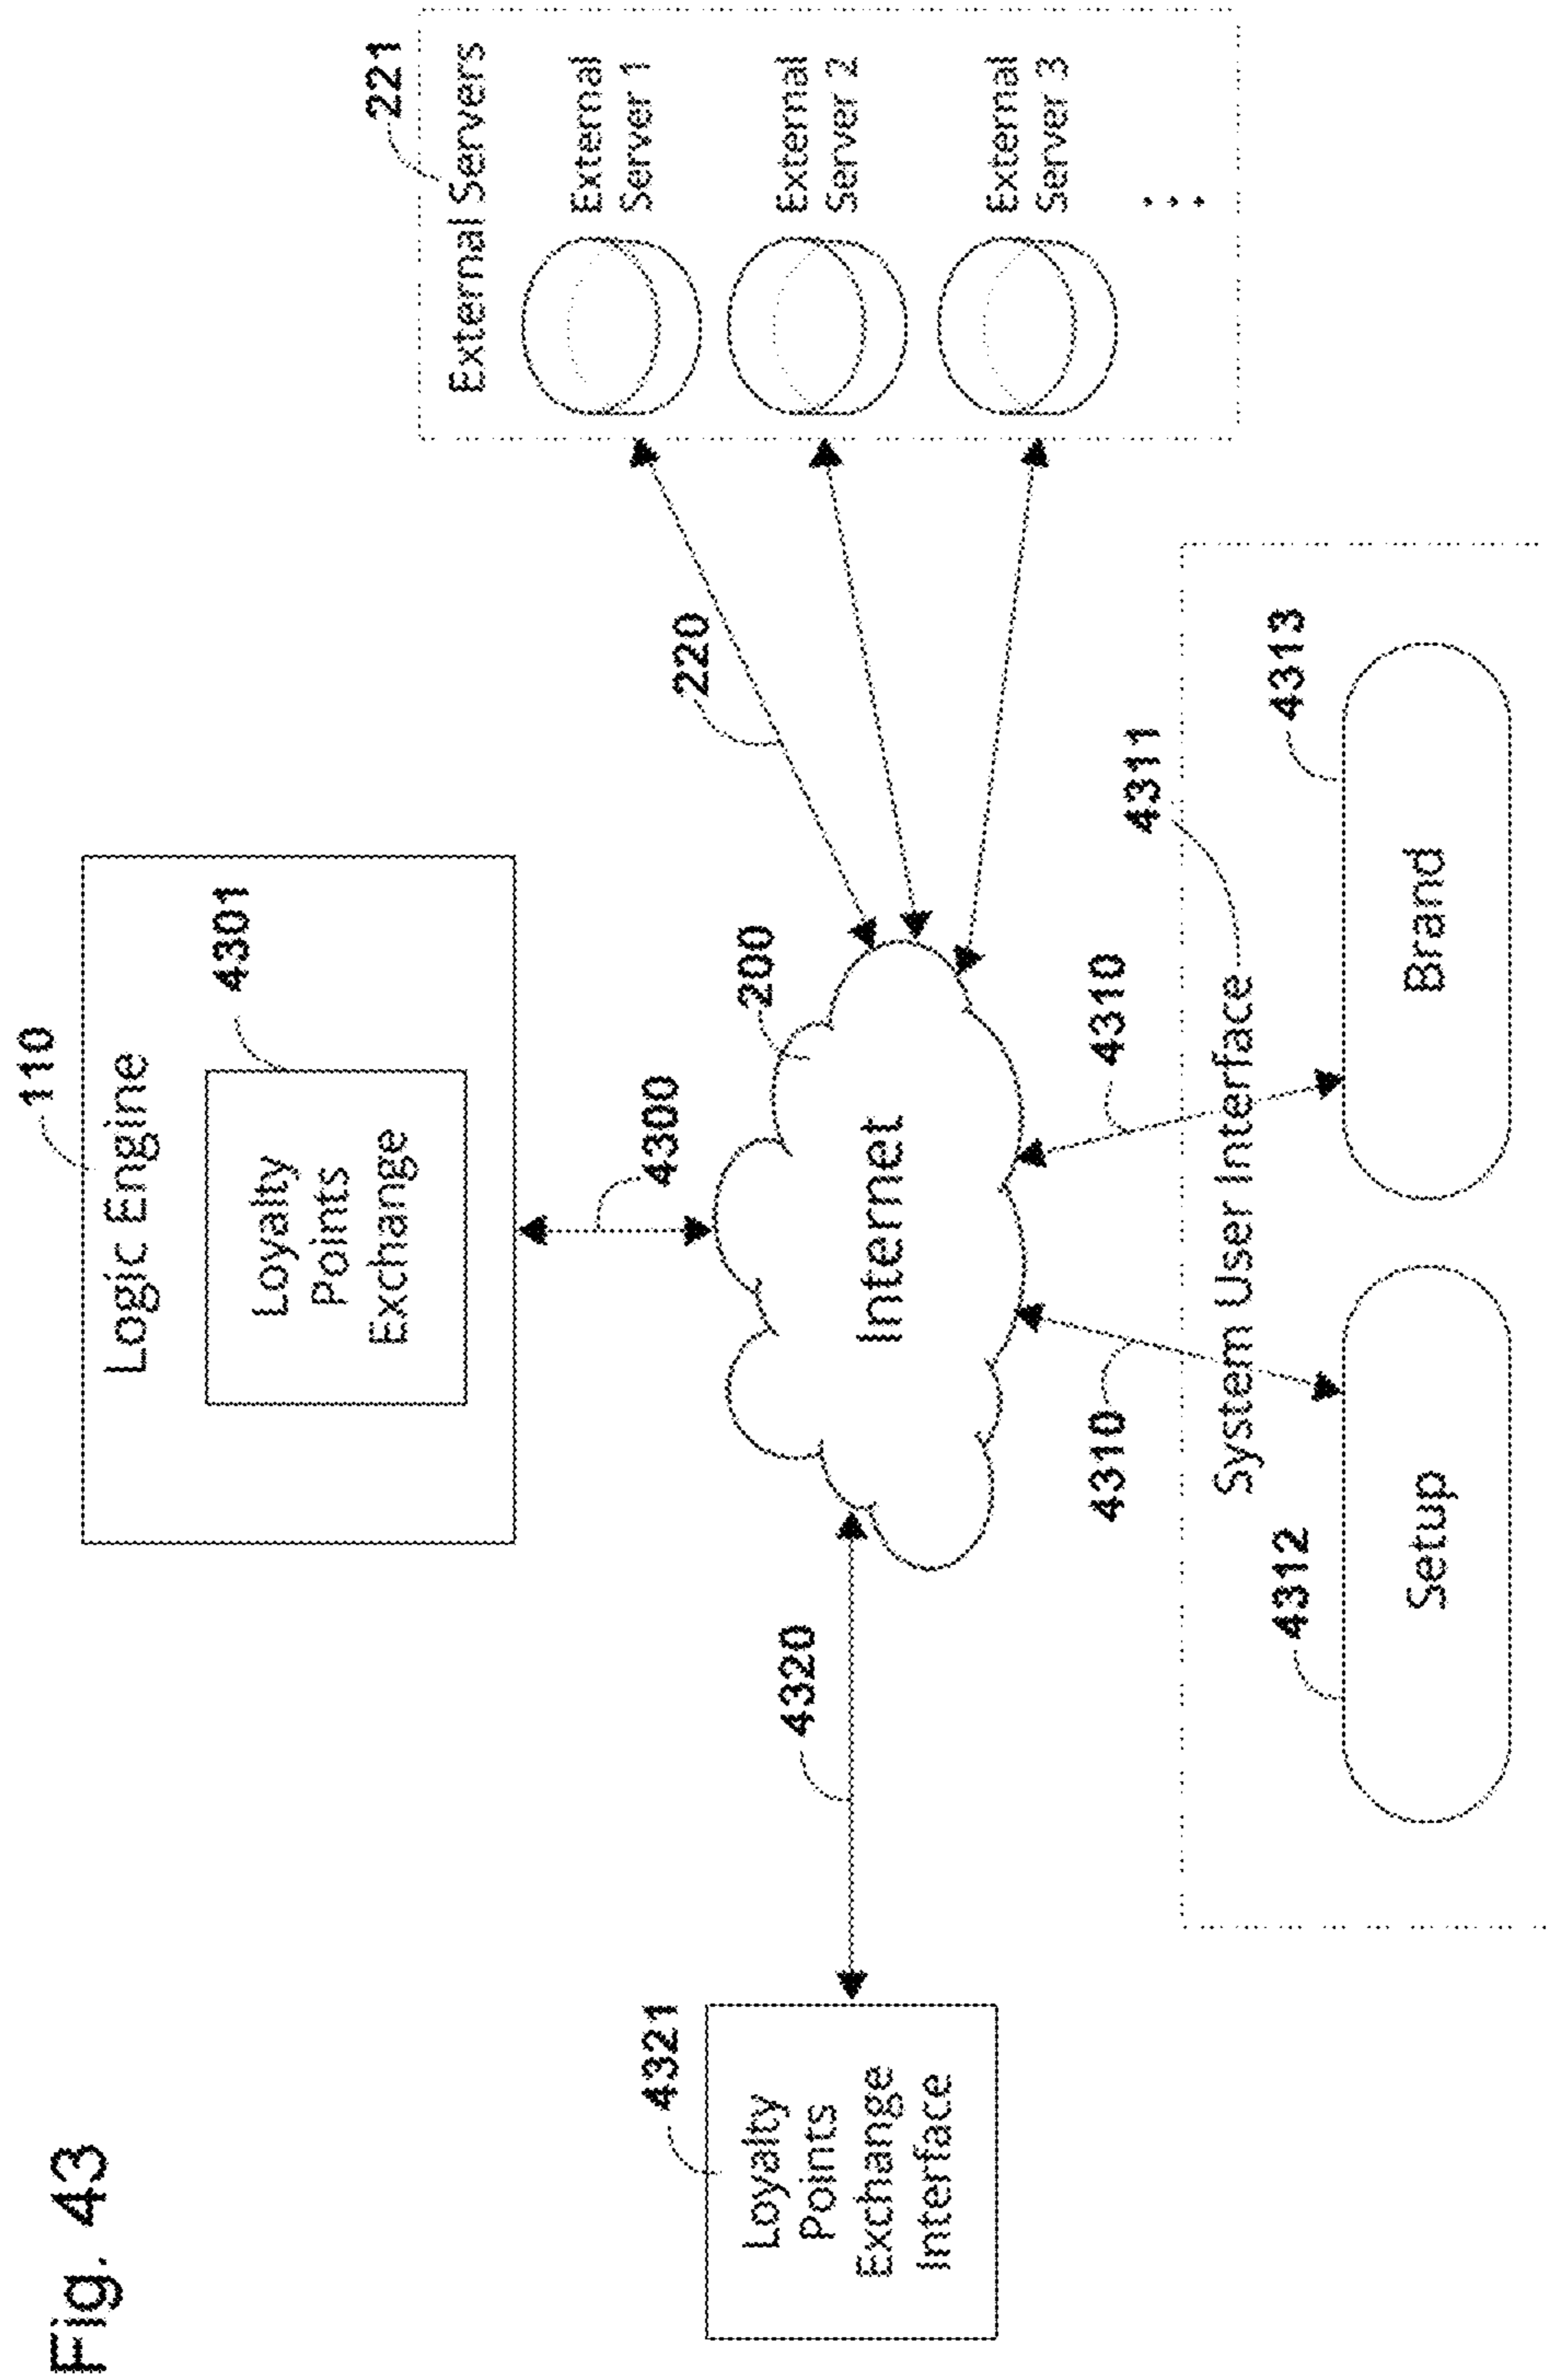 Fig. 43
110
Logic Engine
4301
Loyalty
Points
Exchange
4300
221
External Servers
External
Server 1
External
Server 2
External
Server 3
220
200
Internet
4320
4321
Loyalty
Points
Exchange
Interface
4310
4310
4311
System User Interface
4312
Setup
4313
Brand